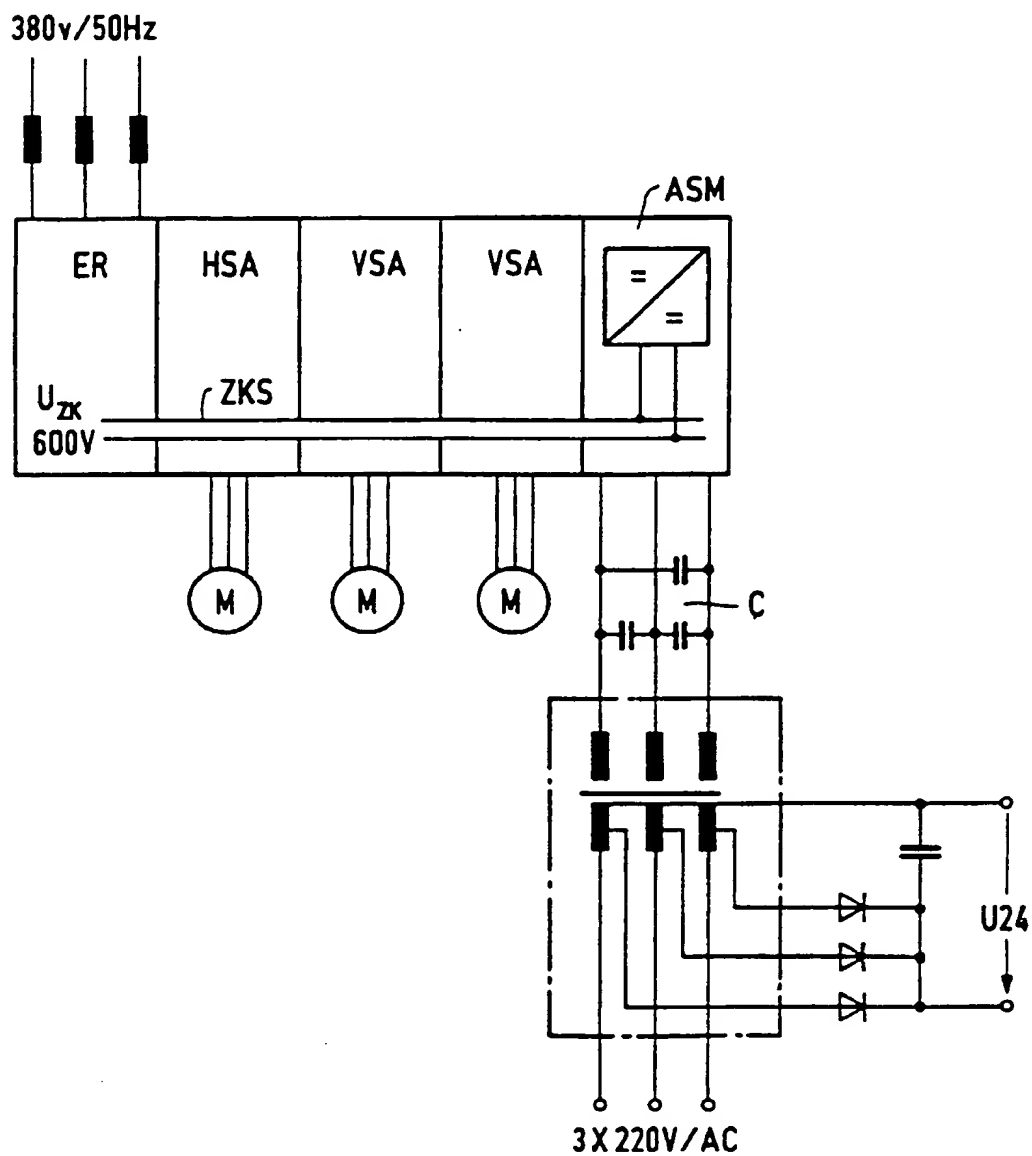 380v/50Hz
ASM
ER
HSA
VSA
VSA
=
=
U_ZK
ZKS
600V
M
M
M
Ç
U24
3X220V/AC